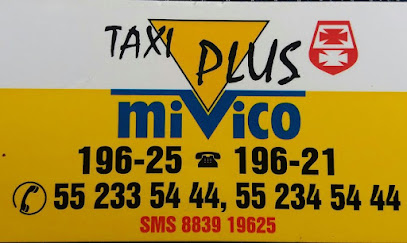 TAXI PLUS
miVico
196-25 ☎ 196-21
✆ 55 233 54 44, 55 234 54 44
SMS 8839 19625